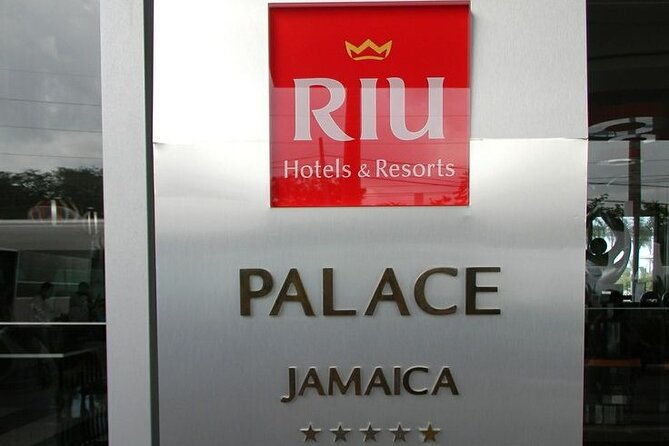 RIU
Hotels & Resorts
PALACE
JAMAICA
★★★★★